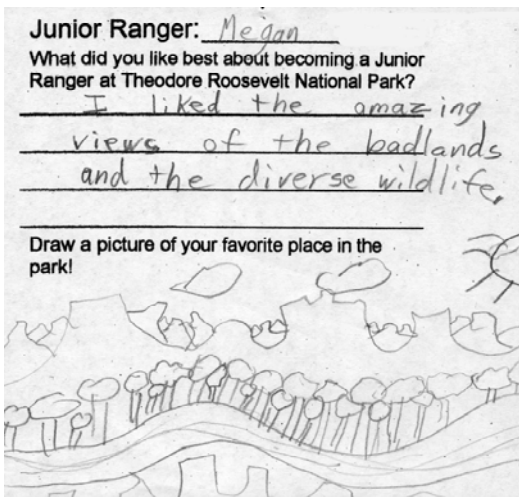 Junior Ranger: Megan
What did you like best about becoming a Junior
Ranger at Theodore Roosevelt National Park?
I liked the amazing
views of the badlands
and the diverse wildlife.
Draw a picture of your favorite place in the
park!